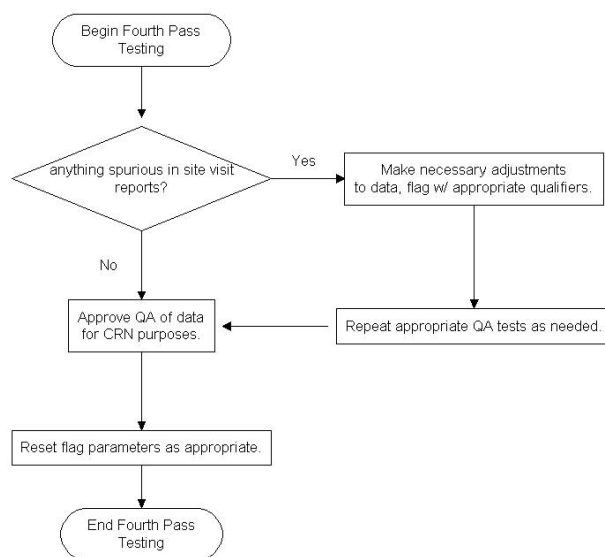 Begin Fourth Pass
Testing
anything spurious in site visit
reports?
Yes
Make necessary adjustments
to data, flag w/ appropriate qualifiers.
No
Approve QA of data
for CRN purposes.
Repeat appropriate QA tests as needed.
Reset flag parameters as appropriate.
End Fourth Pass
Testing